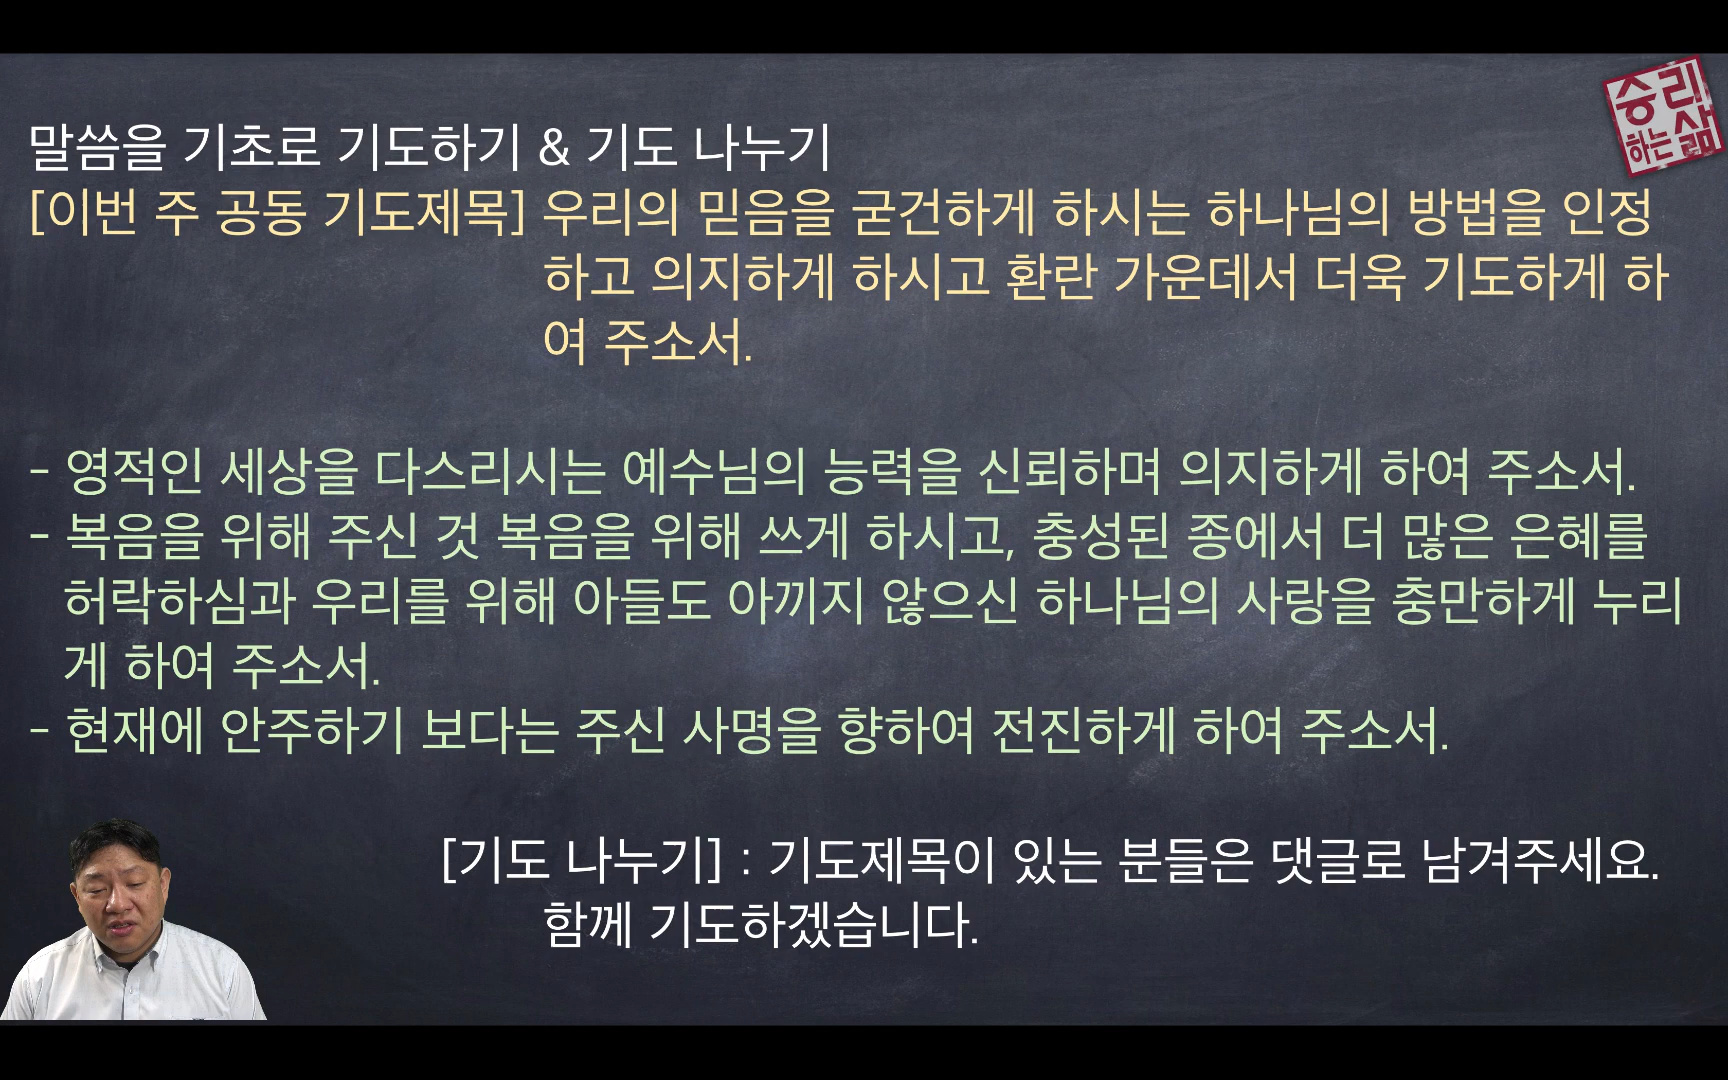 승리
하는 삶
말씀을 기초로 기도하기 & 기도 나누기
[이번 주 공동 기도제목] 우리의 믿음을 굳건하게 하시는 하나님의 방법을 인정
하고 의지하게 하시고 환란 가운데서 더욱 기도하게 하
여 주소서.
- 영적인 세상을 다스리시는 예수님의 능력을 신뢰하며 의지하게 하여 주소서.
- 복음을 위해 주신 것 복음을 위해 쓰게 하시고, 충성된 종에서 더 많은 은혜를
허락하심과 우리를 위해 아들도 아끼지 않으신 하나님의 사랑을 충만하게 누리
게 하여 주소서.
- 현재에 안주하기 보다는 주신 사명을 향하여 전진하게 하여 주소서.
[기도 나누기] : 기도제목이 있는 분들은 댓글로 남겨주세요.
함께 기도하겠습니다.